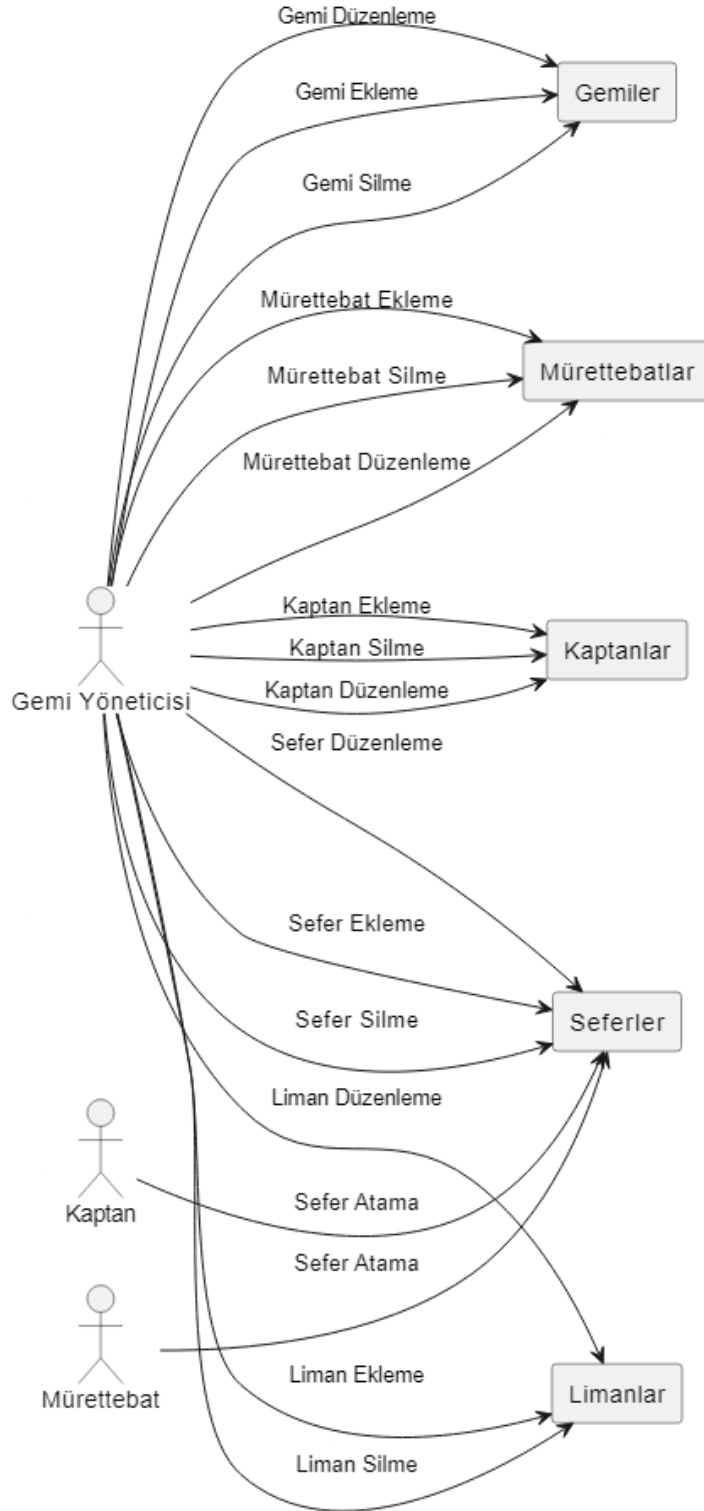 Gemi Düzenleme
Gemi Ekleme
Gemiler
Gemi Silme
Mürettebat Ekleme
Mürettebatlar
Mürettebat Silme
Mürettebat Düzenleme
Kaptan Ekleme
Kaptan Silme
Kaptanlar
Kaptan Düzenleme
Gemi Yöneticisi
Sefer Düzenleme
Sefer Ekleme
Sefer Silme
Seferler
Liman Düzenleme
Kaptan
Sefer Atama
Sefer Atama
Mürettebat
Liman Ekleme
Limanlar
Liman Silme